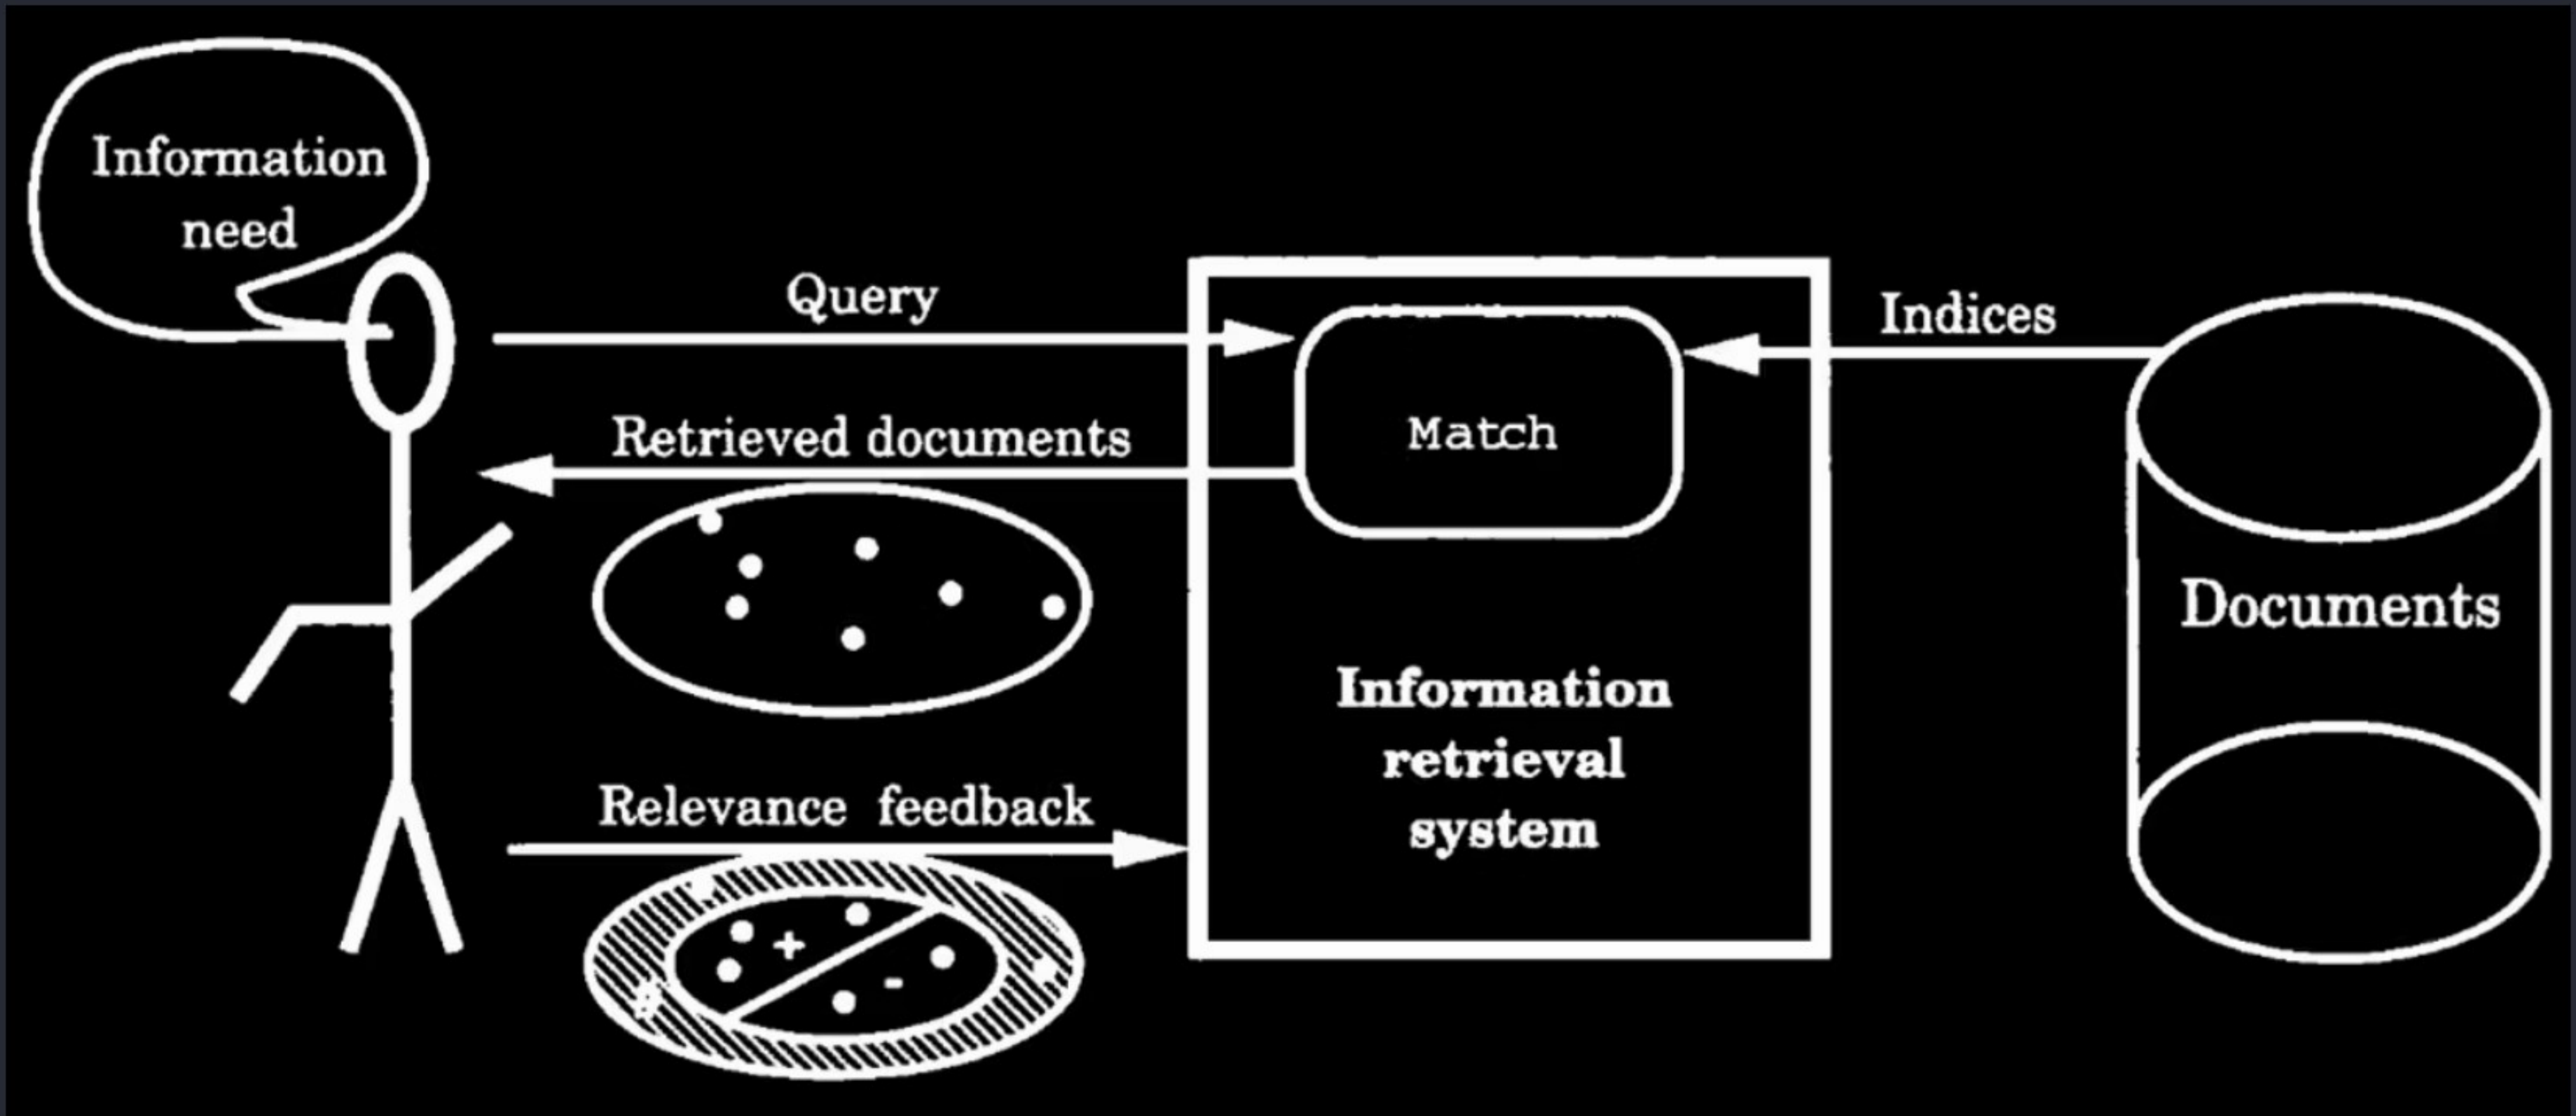 Information
need
Query
Indices
Retrieved documents
Match
Documents
Information
retrieval
system
Relevance feedback
+
-
#